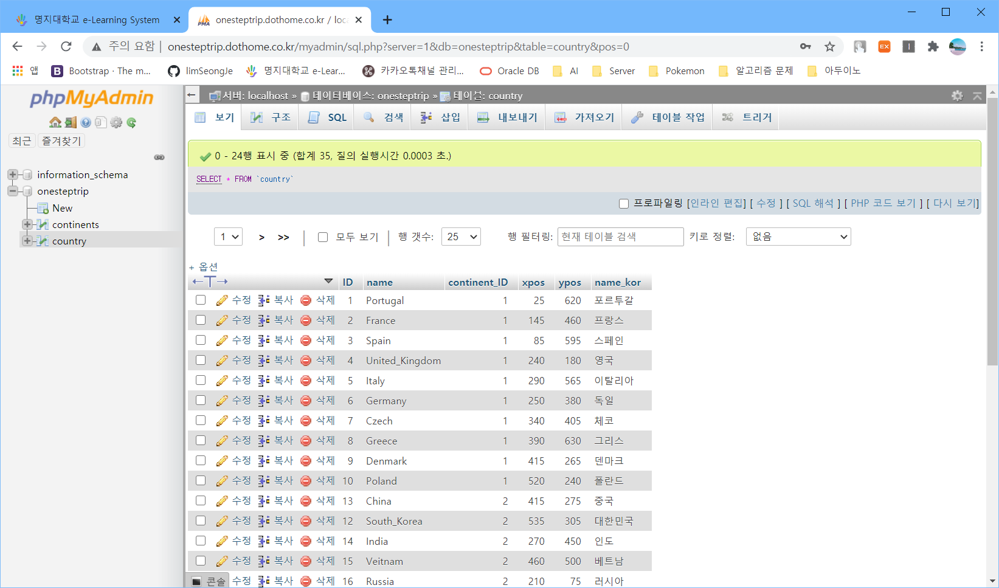 명지대학교 e-Learning System
onesteptrip.dothome.co.kr / loc
주의 요함 | onesteptrip.dothome.co.kr/myadmin/sql.php?server=1&db=onesteptrip&table=country&pos=0
EX
앱 Bootstrap · The m... limSeongJe 명지대학교 e-Lear... 카카오톡채널 관리... Oracle DB AI Server Pokemon 알고리즘 문제 아두이노
phpMyAdmin
최근 즐겨찾기
information_schema
onesteptrip
New
continents
country
서버: localhost » 데이터베이스: onesteptrip » 테이블: country
보기 구조 SQL 검색 삽입 내보내기 가져오기 테이블 작업 트리거
0 - 24행 표시 중 (합계 35, 질의 실행시간 0.0003 초.)
SELECT * FROM `country`
프로파일링 [인라인 편집] [ 수정 ] [ SQL 해석 ] [ PHP 코드 보기 ] [ 다시 보기]
1 > >> | 모두 보기 | 행 갯수: 25 행 필터링: 현재 테이블 검색 키로 정렬: 없음
+ 옵션
←T→ ID name continent_ID xpos ypos name_kor
수정 복사 삭제 1 Portugal 1 25 620 포르투갈
수정 복사 삭제 2 France 1 145 460 프랑스
수정 복사 삭제 3 Spain 1 85 595 스페인
수정 복사 삭제 4 United_Kingdom 1 240 180 영국
수정 복사 삭제 5 Italy 1 290 565 이탈리아
수정 복사 삭제 6 Germany 1 250 380 독일
수정 복사 삭제 7 Czech 1 340 405 체코
수정 복사 삭제 8 Greece 1 390 630 그리스
수정 복사 삭제 9 Denmark 1 415 265 덴마크
수정 복사 삭제 10 Poland 1 520 240 폴란드
수정 복사 삭제 13 China 2 415 275 중국
수정 복사 삭제 12 South_Korea 2 535 305 대한민국
수정 복사 삭제 14 India 2 270 450 인도
수정 복사 삭제 15 Veitnam 2 460 500 베트남
콘솔 수정 복사 삭제 16 Russia 2 210 75 러시아